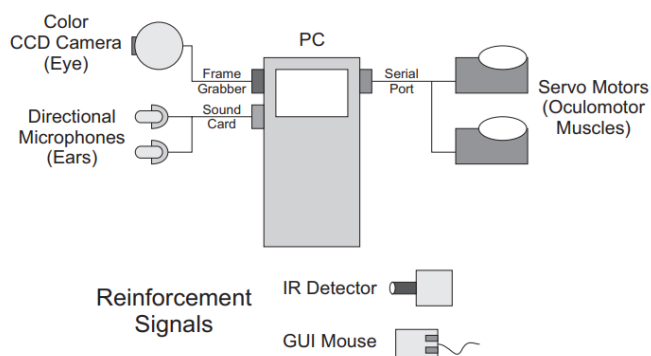 Color
CCD Camera
(Eye)
PC
Frame
Grabber
Serial
Port
Servo Motors
(Oculomotor
Muscles)
Directional
Microphones
(Ears)
Sound
Card
Reinforcement
Signals
IR Detector
GUI Mouse